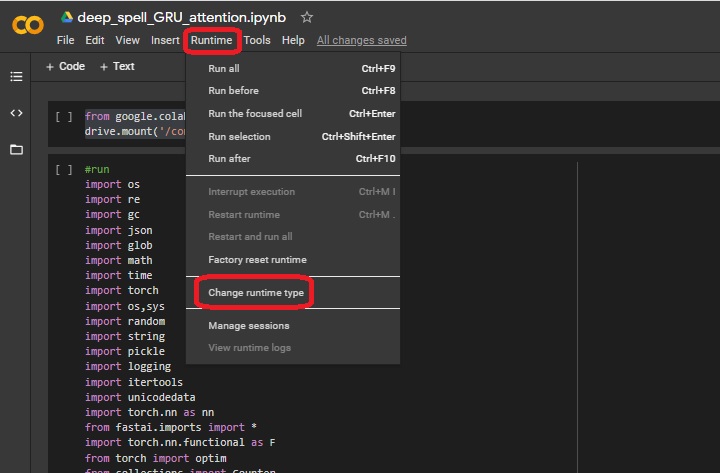 deep_spell_GRU_attention.ipynb
File Edit View Insert Runtime Tools Help All changes saved
+ Code + Text
Run all Ctrl+F9
Run before Ctrl+F8
Run the focused cell Ctrl+Enter
Run selection Ctrl+Shift+Enter
Run after Ctrl+F10
Interrupt execution Ctrl+M I
Restart runtime Ctrl+M .
Restart and run all
Factory reset runtime
Change runtime type
Manage sessions
View runtime logs
[ ] from google.cola
drive.mount('/co
[ ] #run
import os
import re
import gc
import json
import glob
import math
import time
import torch
import os,sys
import random
import string
import pickle
import logging
import itertools
import unicodedata
import torch.nn as nn
from fastai.imports import *
import torch.nn.functional as F
from torch import optim
from collections import Counter